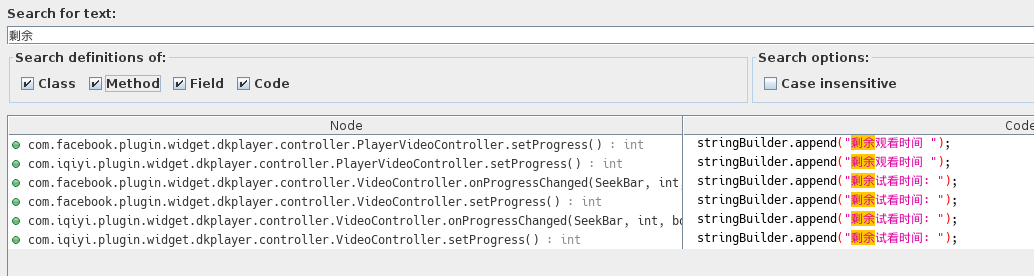 Search for text:
剩余
Search definitions of:
Search options:
Class Method Field Code
Case insensitive
Node Code
com.facebook.plugin.widget.dkplayer.controller.PlayerVideoController.setProgress() : int stringBuilder.append("剩余观看时间 ");
com.iqiyi.plugin.widget.dkplayer.controller.PlayerVideoController.setProgress() : int stringBuilder.append("剩余观看时间 ");
com.facebook.plugin.widget.dkplayer.controller.VideoController.onProgressChanged(SeekBar, int, stringBuilder.append("剩余试看时间: ");
com.facebook.plugin.widget.dkplayer.controller.VideoController.setProgress() : int stringBuilder.append("剩余试看时间: ");
com.iqiyi.plugin.widget.dkplayer.controller.VideoController.onProgressChanged(SeekBar, int, bo stringBuilder.append("剩余试看时间: ");
com.iqiyi.plugin.widget.dkplayer.controller.VideoController.setProgress() : int stringBuilder.append("剩余试看时间: ");